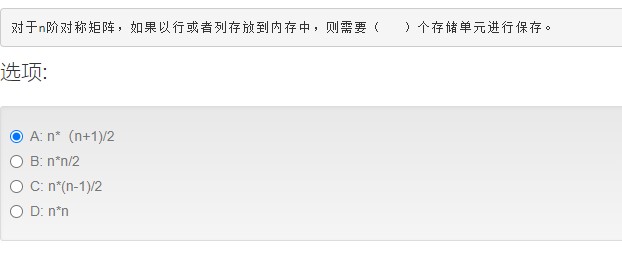 对于n阶对称矩阵，如果以行或者列存放到内存中，则需要（   ）个存储单元进行保存。
选项:
A: n*（n+1)/2
B: n*n/2
C: n*(n-1)/2
D: n*n